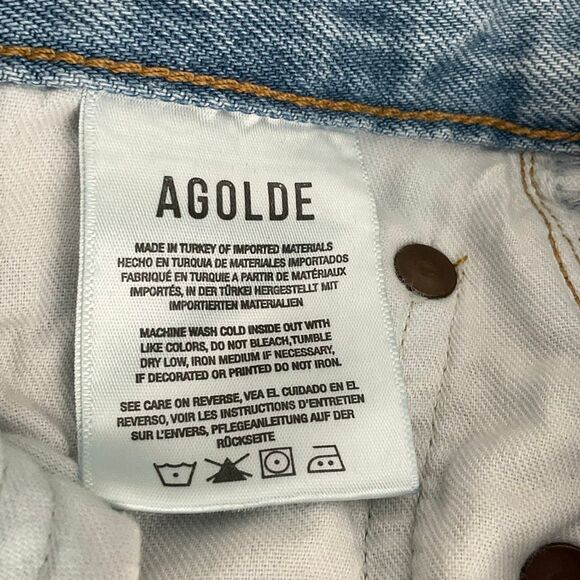 AGOLDE
MADE IN TURKEY OF IMPORTED MATERIALS
HECHO EN TURQUIA DE MATERIALES IMPORTADOS
FABRIQUÉ EN TURQUIE A PARTIR DE MATÉRIAUX
IMPORTÉS, IN DER TÜRKEI HERGESTELLT MIT
IMPORTIERTEN MATERIALIEN
MACHINE WASH COLD INSIDE OUT WITH
LIKE COLORS, DO NOT BLEACH,TUMBLE
DRY LOW, IRON MEDIUM IF NECESSARY,
IF DECORATED OR PRINTED DO NOT IRON.
SEE CARE ON REVERSE, VEA EL CUIDADO EN EL
REVERSO, VOIR LES INSTRUCTIONS D'ENTRETIEN
SUR L'ENVERS, PFLEGEANLEITUNG AUF DER
RÜCKSEITE